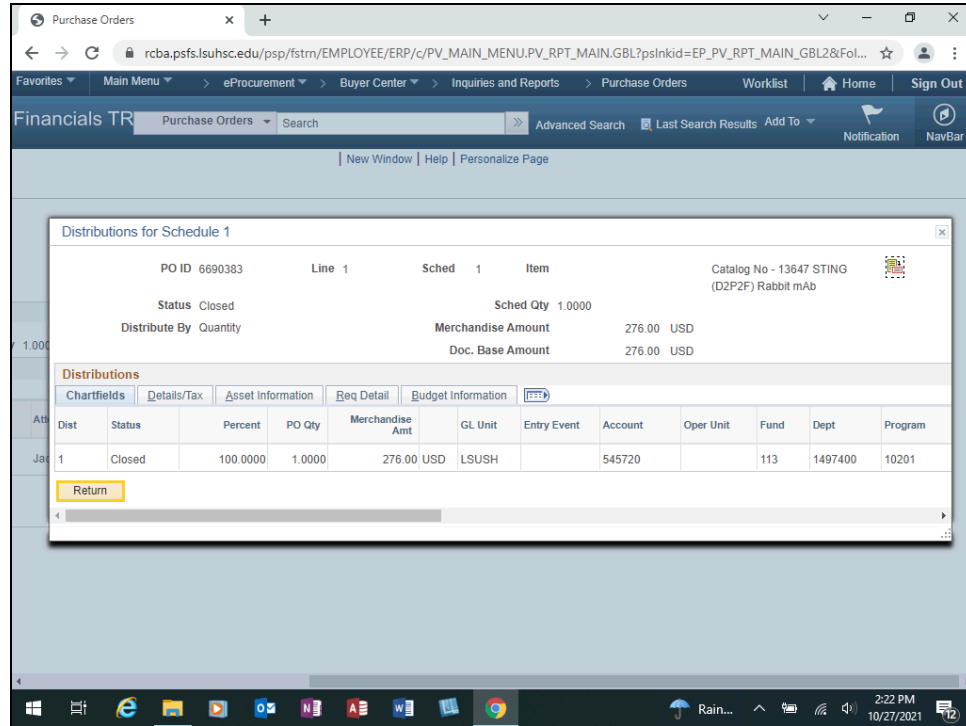 Purchase Orders
rcba.psfs.lsuhsc.edu/psp/fstrn/EMPLOYEE/ERP/c/PV_MAIN_MENU.PV_RPT_MAIN.GBL?pslnkid=EP_PV_RPT_MAIN_GBL2&Fol...
Favorites Main Menu > eProcurement > Buyer Center > Inquiries and Reports > Purchase Orders Worklist Home Sign Out
Financials TR Purchase Orders Search » Advanced Search Last Search Results Add To Notification NavBar
New Window | Help | Personalize Page
Distributions for Schedule 1
PO ID 6690383 Line 1 Sched 1 Item Catalog No - 13647 STING
(D2P2F) Rabbit mAb
Status Closed Sched Qty 1.0000
Distribute By Quantity Merchandise Amount 276.00 USD
1.000
Doc. Base Amount 276.00 USD
Distributions
Chartfields Details/Tax Asset Information Req Detail Budget Information
Att Dist Status Percent PO Qty Merchandise Amt GL Unit Entry Event Account Oper Unit Fund Dept Program
Jac 1 Closed 100.0000 1.0000 276.00 USD LSUSH 545720 113 1497400 10201
Return
Rain... 2:22 PM
10/27/2021 12